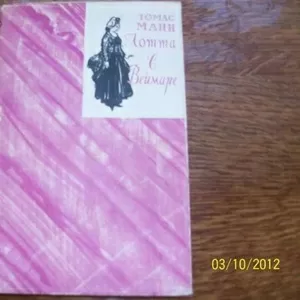 ТОМАС
МАНН
Лотта
в
Веймаре
03/10/2012